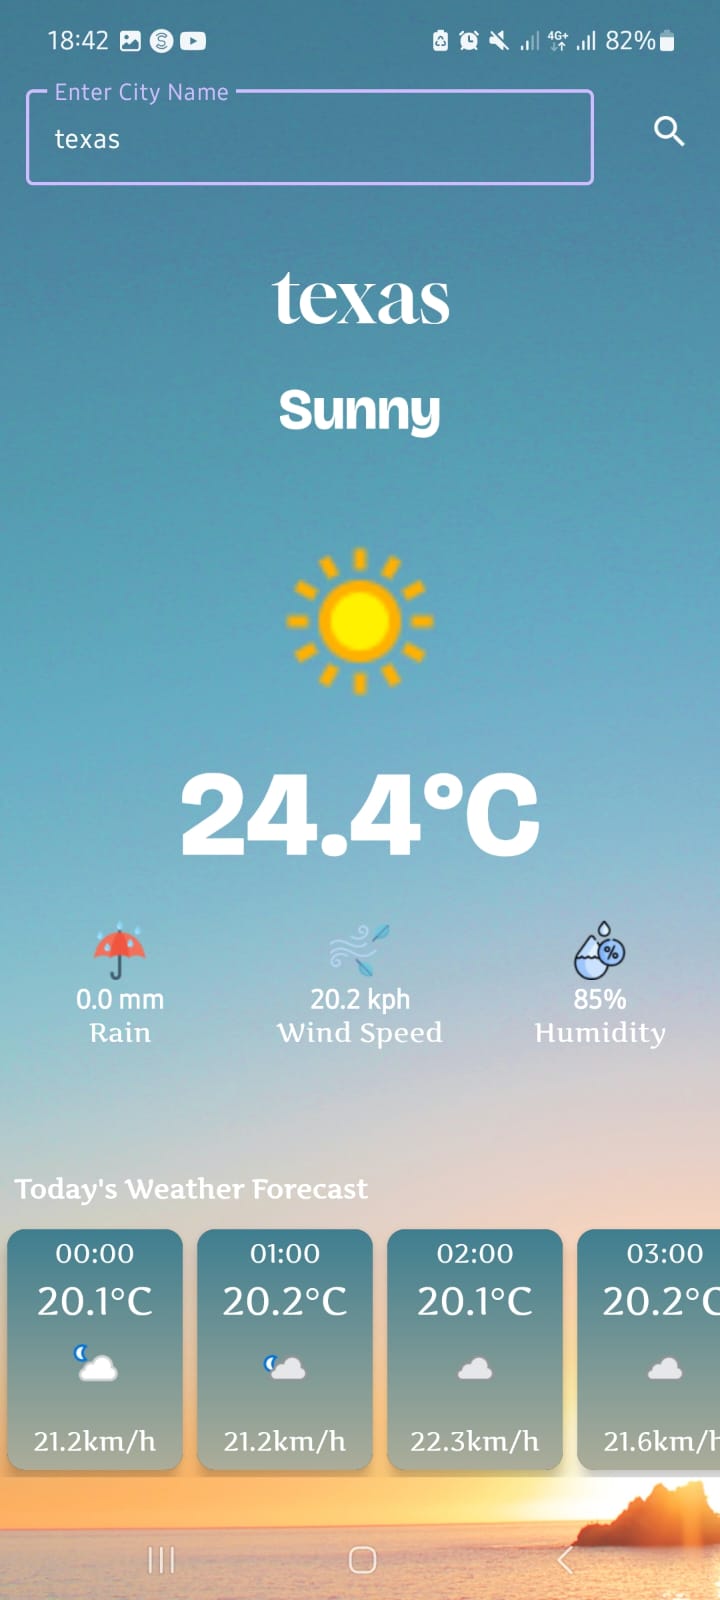 18:42 4G+ 82%
Enter City Name
texas
texas
Sunny
24.4°C
%
0.0 mm 20.2 kph 85%
Rain Wind Speed Humidity
Today's Weather Forecast
00:00 01:00 02:00 03:00
20.1°C 20.2°C 20.1°C 20.2°C
21.2km/h 21.2km/h 22.3km/h 21.6km/h